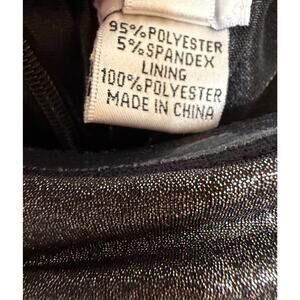 95%POLYESTER
5%SPANDEX
LINING
100%POLYESTER
MADE IN CHINA